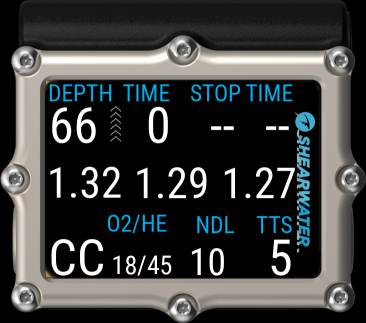 DEPTH TIME STOP TIME
66 0 -- --
1.32 1.29 1.27
O2/HE NDL TTS
CC 18/45 10 5
SHEARWATER